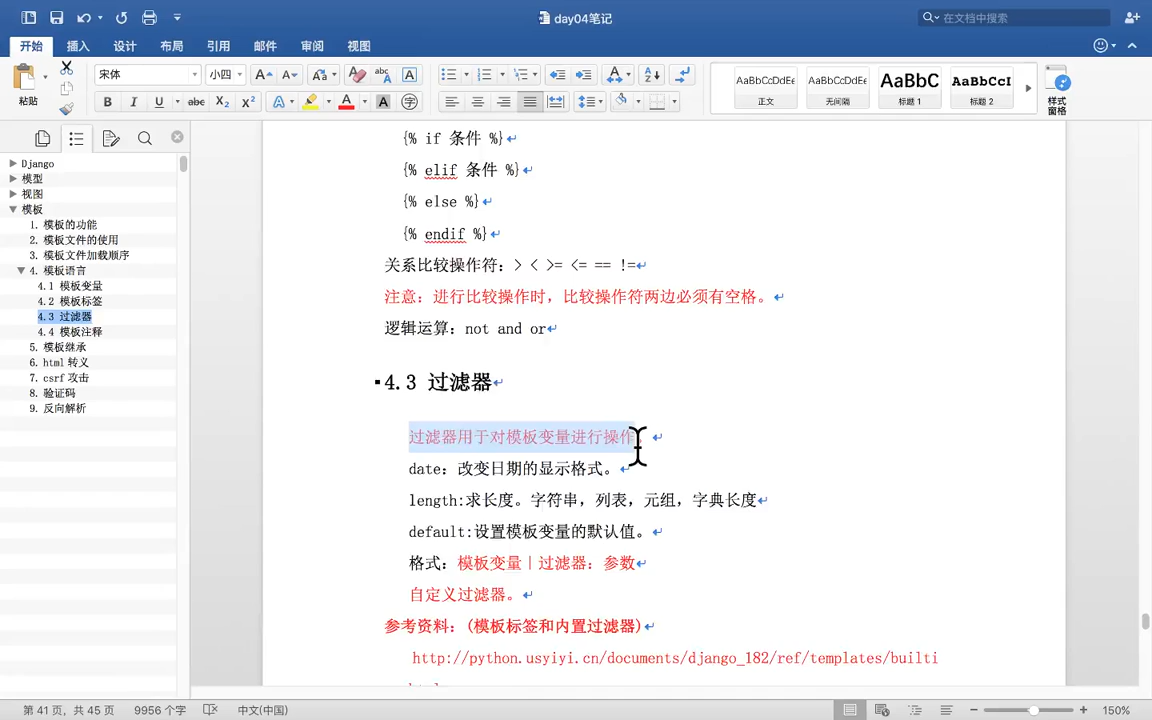 day04笔记
在文档中搜索
开始 插入 设计 布局 引用 邮件 审阅 视图
粘贴
宋体
小四
AaBbCcDdEe
正文
AaBbCcDdEe
无间隔
AaBbC
标题 1
AaBbCcI
标题 2
样式
窗格
Django
模型
视图
模板
1. 模板的功能
2. 模板文件的使用
3. 模板文件加载顺序
4. 模板语言
4.1 模板变量
4.2 模板标签
4.3 过滤器
4.4 模板注释
5. 模板继承
6. html 转义
7. csrf 攻击
8. 验证码
9. 反向解析
{% if 条件 %}
{% elif 条件 %}
{% else %}
{% endif %}
关系比较操作符：> < >= <= == !=
注意：进行比较操作时，比较操作符两边必须有空格。
逻辑运算：not and or
4.3 过滤器
过滤器用于对模板变量进行操作
date：改变日期的显示格式。
length:求长度。字符串，列表，元组，字典长度
default:设置模板变量的默认值。
格式：模板变量|过滤器：参数
自定义过滤器。
参考资料：(模板标签和内置过滤器)
http://python.usyiyi.cn/documents/django_182/ref/templates/builti
第 41 页，共 45 页 9956 个字 中文(中国)
150%